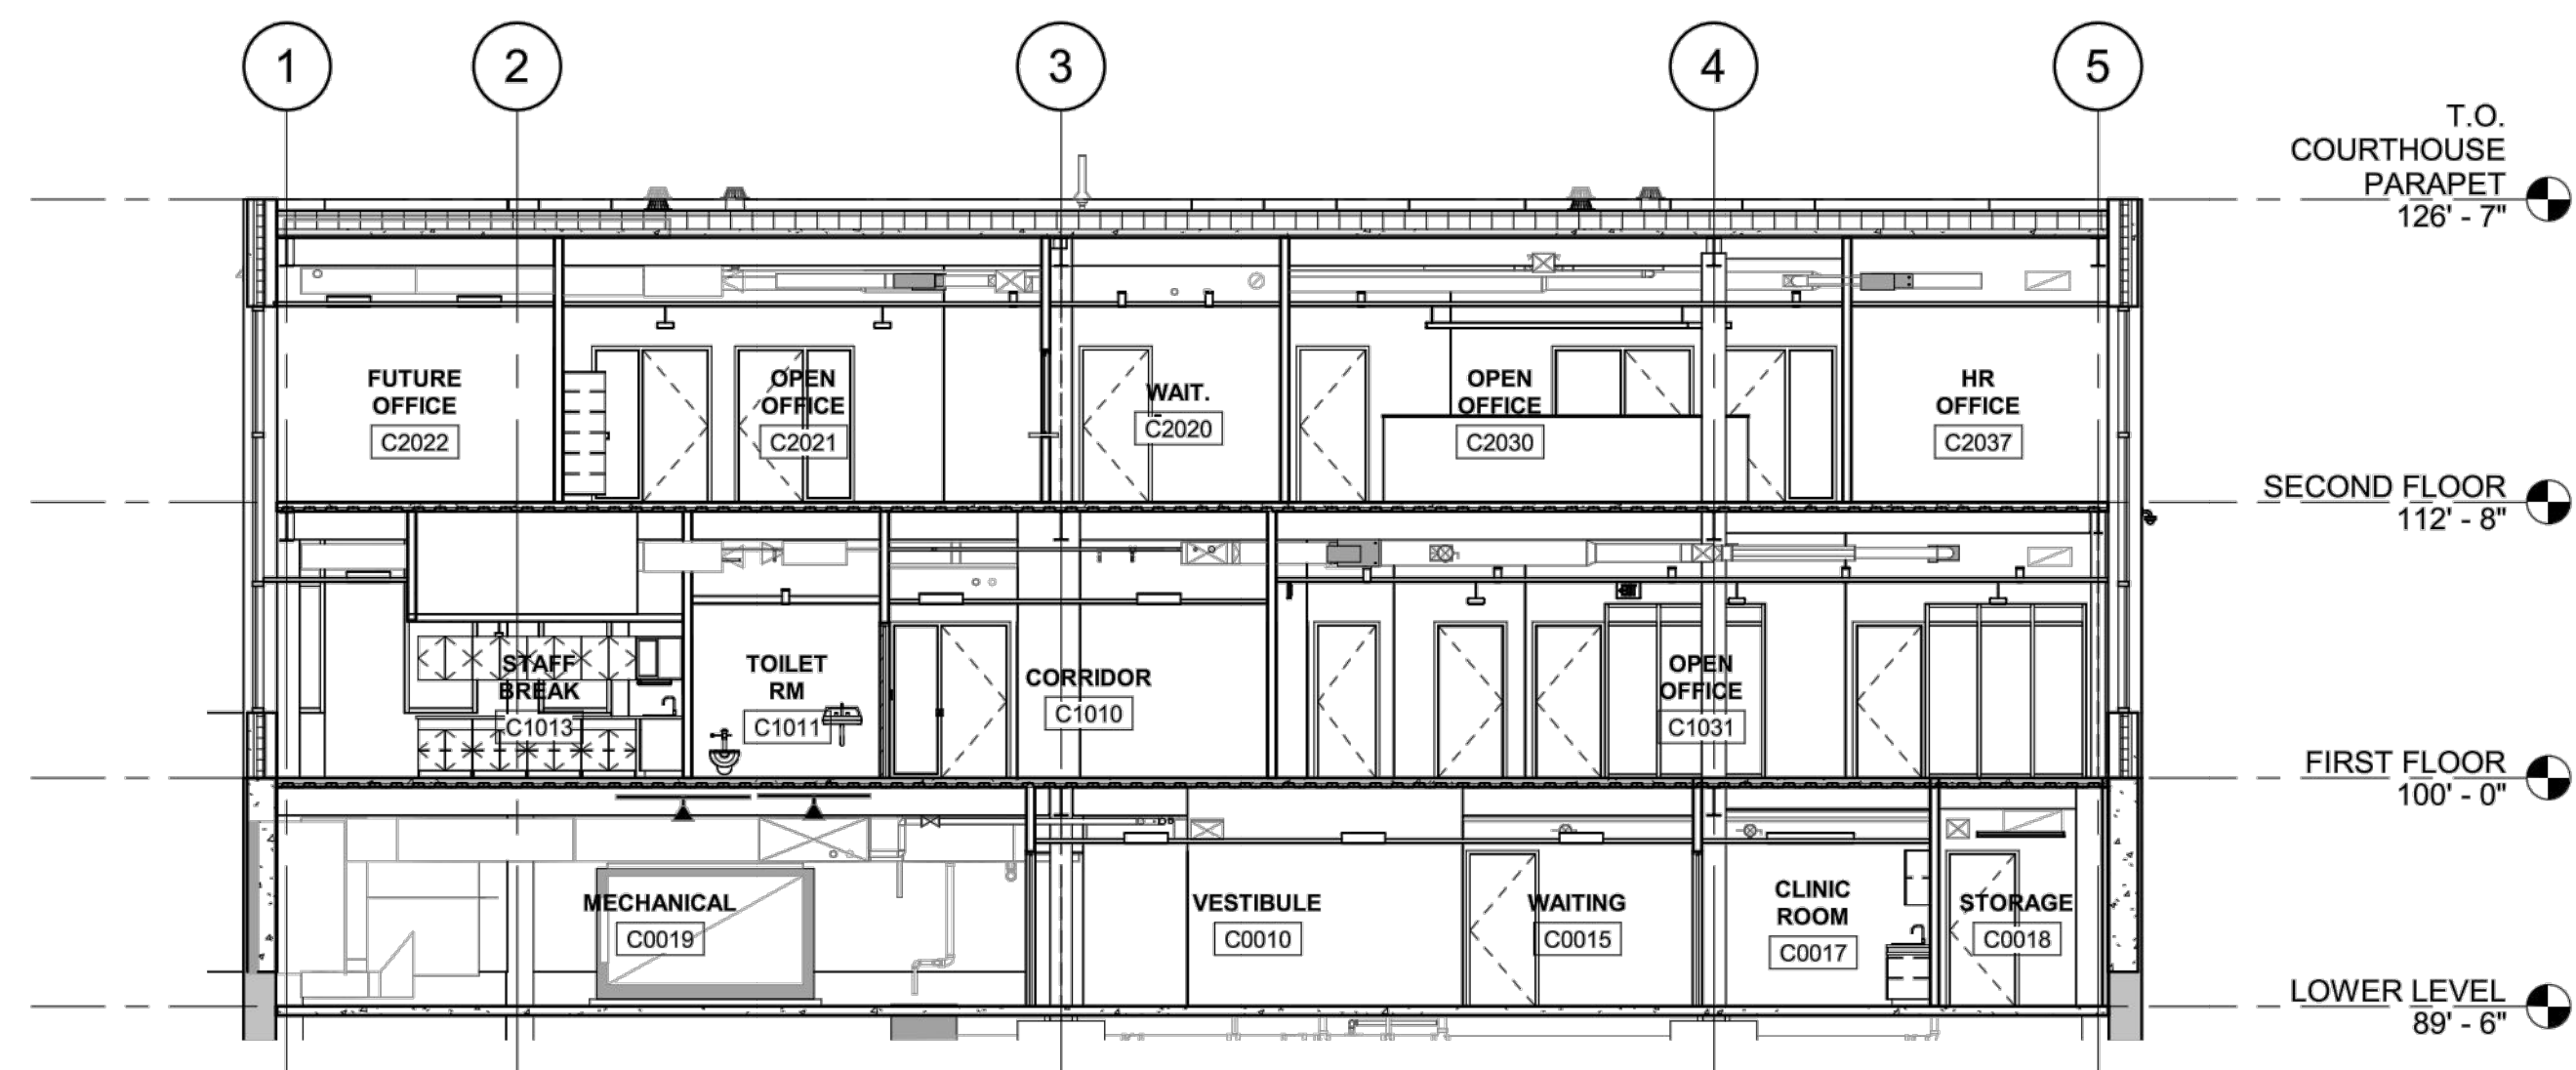 1
2
3
4
5
T.O.
COURTHOUSE
PARAPET
126' - 7"
FUTURE
OFFICE
C2022
OPEN
OFFICE
C2021
WAIT.
C2020
OPEN
OFFICE
C2030
HR
OFFICE
C2037
SECOND FLOOR
112' - 8"
STAFF
BREAK
C1013
TOILET
RM
C1011
CORRIDOR
C1010
OPEN
OFFICE
C1031
FIRST FLOOR
100' - 0"
MECHANICAL
C0019
VESTIBULE
C0010
WAITING
C0015
CLINIC
ROOM
C0017
STORAGE
C0018
LOWER LEVEL
89' - 6"